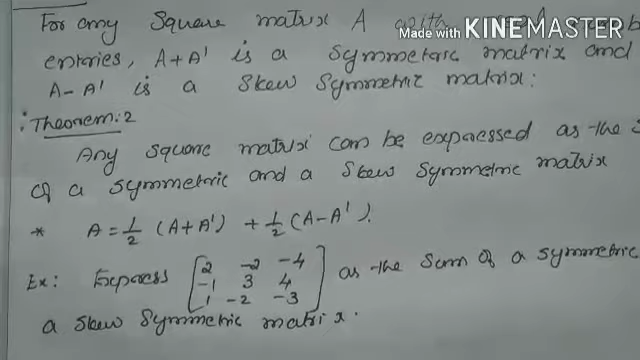 For any Square matrix A with
Made with KINEMASTER
entries, A+A' is a Symmetric matrix and
A-A' is a Skew Symmetric matrix:
Theorem:2
Any square matrix can be expressed as the
of a symmetric and a skew symmetric matrix
* A = 1/2 (A+A') + 1/2 (A-A').
Ex: Express [2 -2 -4
-1 3 4
1 -2 -3] as the sum of a symmetric
a skew symmetric matrix.